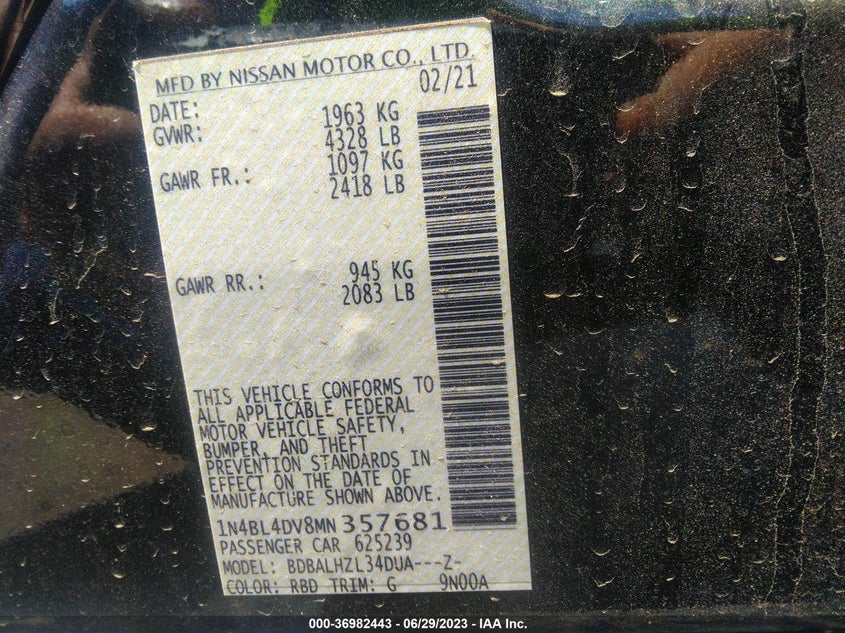 MFD BY NISSAN MOTOR CO., LTD.
DATE: 02/21
GVWR: 1963 KG
4328 LB
GAWR FR.: 1097 KG
2418 LB
GAWR RR.: 945 KG
2083 LB
THIS VEHICLE CONFORMS TO
ALL APPLICABLE FEDERAL
MOTOR VEHICLE SAFETY,
BUMPER, AND THEFT
PREVENTION STANDARDS IN
EFFECT ON THE DATE OF
MANUFACTURE SHOWN ABOVE.
1N4BL4DV8MN357681
PASSENGER CAR 625239
MODEL: BDBALHZL34DUA---Z-
COLOR: RBD TRIM: G 9N00A
000-36982443 - 06/29/2023 - IAA Inc.